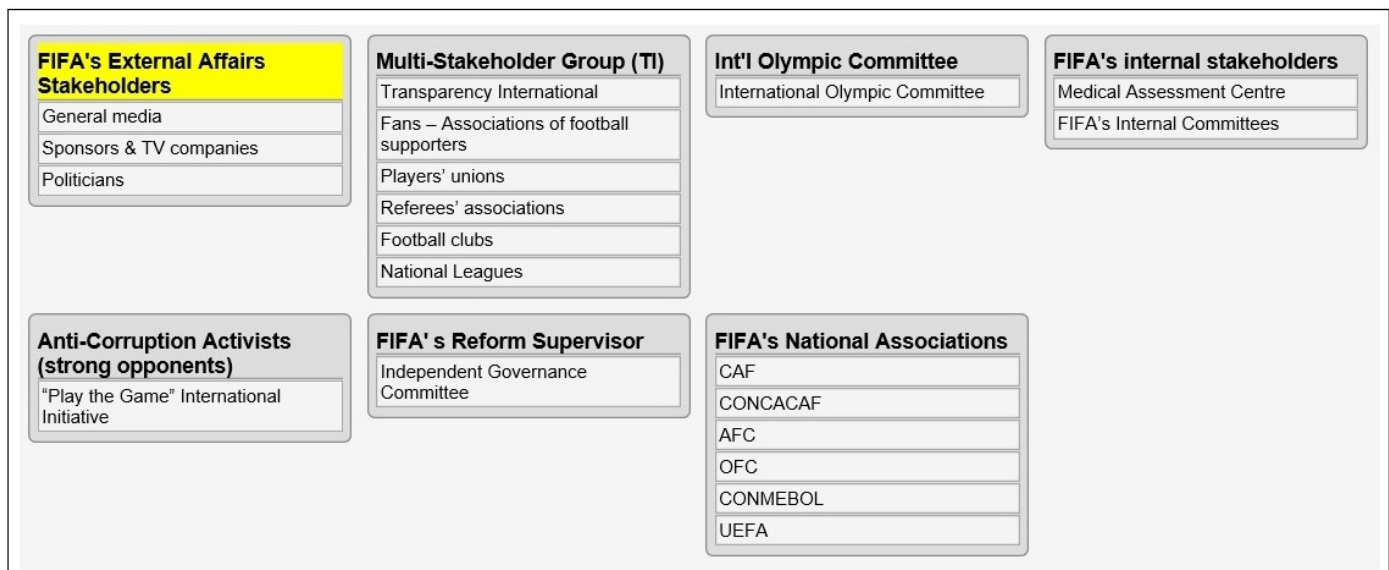 FIFA's External Affairs
Stakeholders
General media
Sponsors & TV companies
Politicians
Multi-Stakeholder Group (TI)
Transparency International
Fans – Associations of football
supporters
Players’ unions
Referees’ associations
Football clubs
National Leagues
Int'l Olympic Committee
International Olympic Committee
FIFA's internal stakeholders
Medical Assessment Centre
FIFA’s Internal Committees
Anti-Corruption Activists
(strong opponents)
“Play the Game” International
Initiative
FIFA' s Reform Supervisor
Independent Governance
Committee
FIFA's National Associations
CAF
CONCACAF
AFC
OFC
CONMEBOL
UEFA